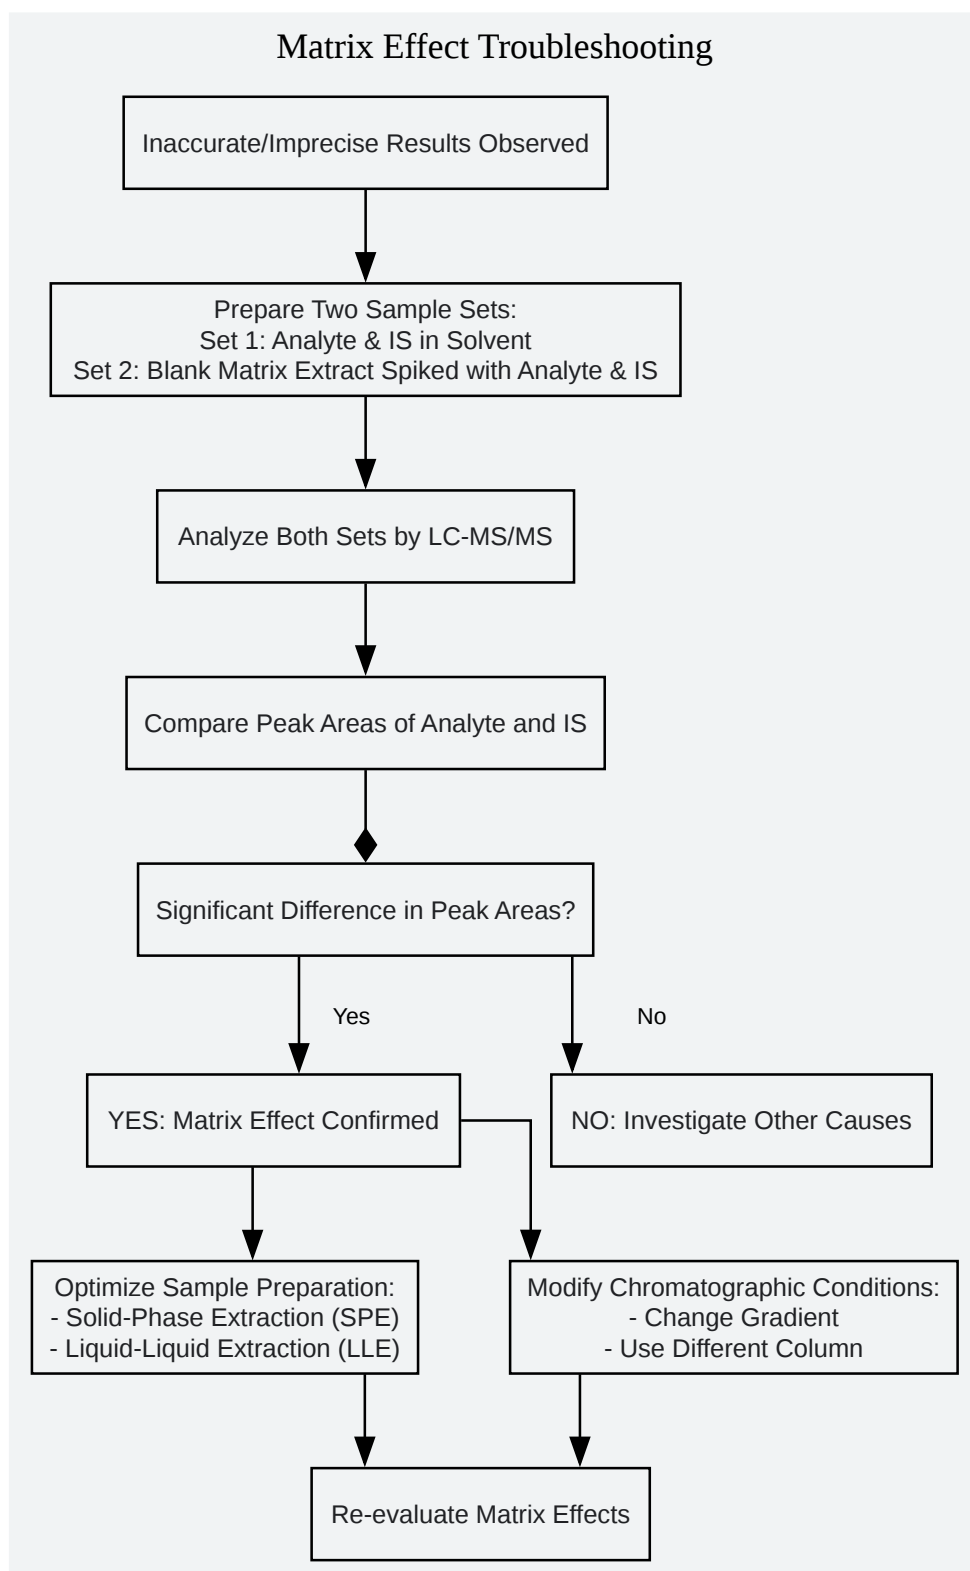 Matrix Effect Troubleshooting
Inaccurate/Imprecise Results Observed
Prepare Two Sample Sets:
Set 1: Analyte & IS in Solvent
Set 2: Blank Matrix Extract Spiked with Analyte & IS
Analyze Both Sets by LC-MS/MS
Compare Peak Areas of Analyte and IS
Significant Difference in Peak Areas?
Yes
No
YES: Matrix Effect Confirmed
NO: Investigate Other Causes
Optimize Sample Preparation:
- Solid-Phase Extraction (SPE)
- Liquid-Liquid Extraction (LLE)
Modify Chromatographic Conditions:
- Change Gradient
- Use Different Column
Re-evaluate Matrix Effects